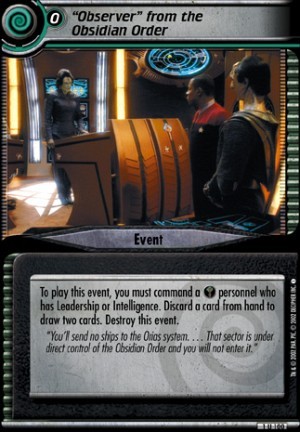 0
"Observer" from the
Obsidian Order
Event
To play this event, you must command a personnel who
has Leadership or Intelligence. Discard a card from hand to
draw two cards. Destroy this event.
"You'll send no ships to the Orias system. . . . That sector is under
direct control of the Obsidian Order and you will not enter it."
1 U 100